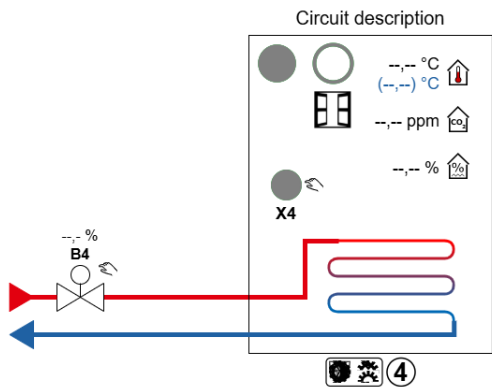 Circuit description
--,-- °C
(--,--) °C
--,-- ppm
CO₂
--,-- %
%
X4
--,- %
B4
4